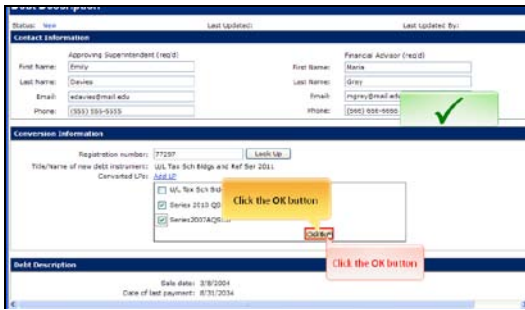 Debt Description
Status: New Last Updated: Last Updated By:
Contact Information
Approving Superintendent (req'd) Financial Advisor (req'd)
First Name: Emily First Name: Maria
Last Name: Davies Last Name: Grey
Email: edavies@mail.edu Email: mgrey@mail.edu
Phone: (555) 555-5555 Phone:
Conversion Information
Registration number: 77297 Look Up
Title/Name of new debt instrument: U/L Tax Sch Bldgs and Ref Ser 2011
Converted LPs: Add LP
U/L Tax Sch
Series 2010
Click the OK button
Click the OK button
Debt Description
Sale date: 3/8/2004
Date of last payment: 8/31/2034